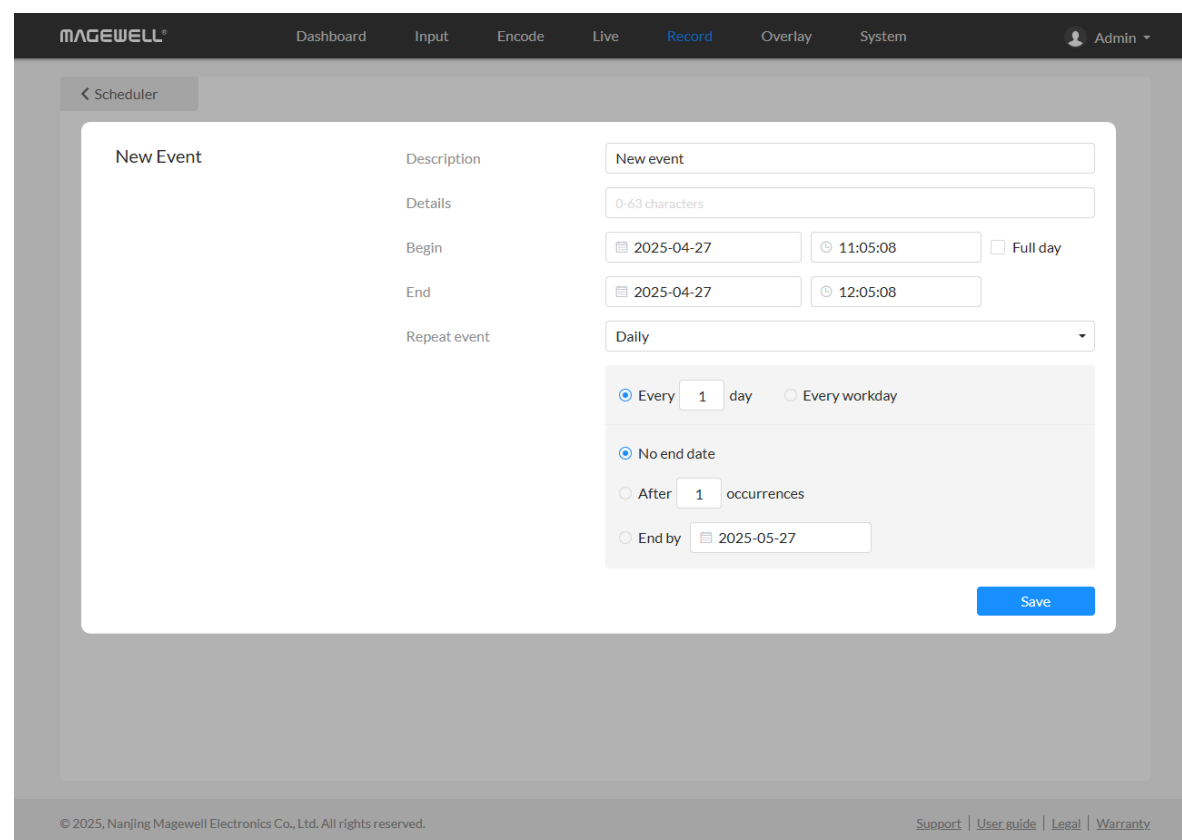 MAGEWELL® Dashboard Input Encode Live Record Overlay System Admin
Scheduler
New Event
Description New event
Details 0-63 characters
Begin 2025-04-27 11:05:08 Full day
End 2025-04-27 12:05:08
Repeat event Daily
Every 1 day Every workday
No end date
After 1 occurrences
End by 2025-05-27
Save
© 2025, Nanjing Magewell Electronics Co., Ltd. All rights reserved. Support | User guide | Legal | Warranty